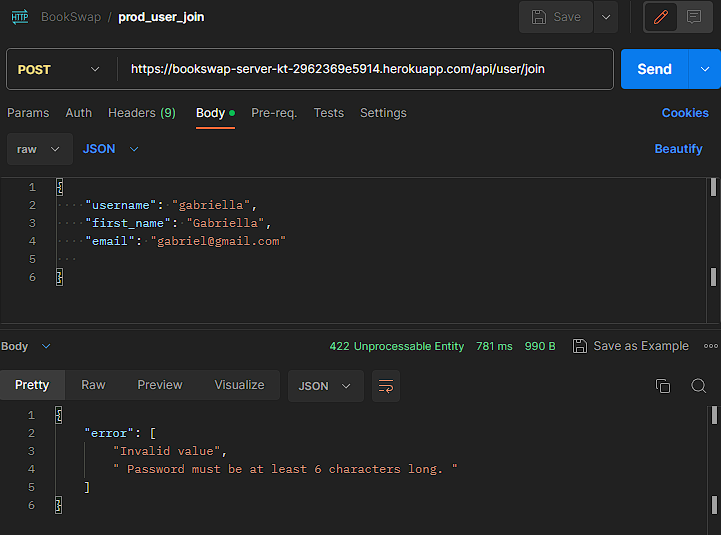 HTTP BookSwap / prod_user_join Save
POST https://bookswap-server-kt-2962369e5914.herokuapp.com/api/user/join Send
Params Auth Headers (9) Body Pre-req. Tests Settings Cookies
raw JSON Beautify
1 {
2 "username": "gabriella",
3 "first_name": "Gabriella",
4 "email": "gabriel@gmail.com"
5
6 }
Body 422 Unprocessable Entity 781 ms 990 B Save as Example
Pretty Raw Preview Visualize JSON
1 {
2 "error": [
3 "Invalid value",
4 " Password must be at least 6 characters long. "
5 ]
6 }